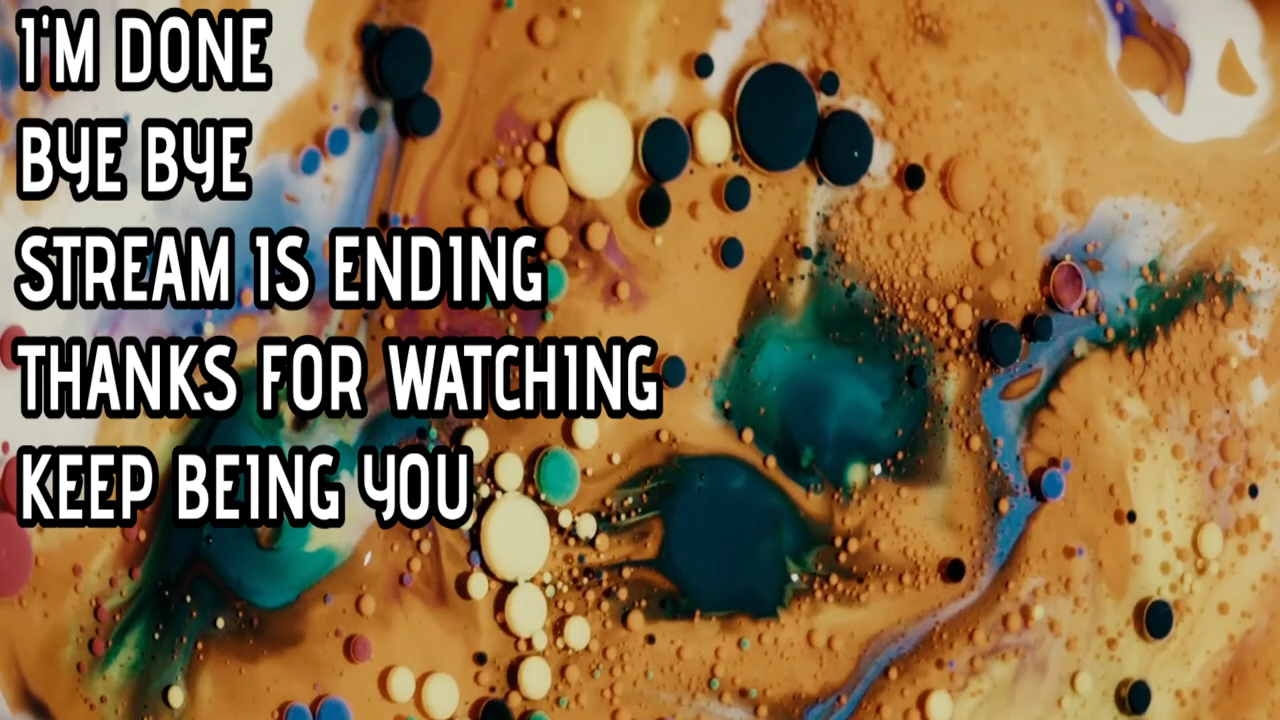 I'M DONE
BYE BYE
STREAM IS ENDING
THANKS FOR WATCHING
KEEP BEING YOU